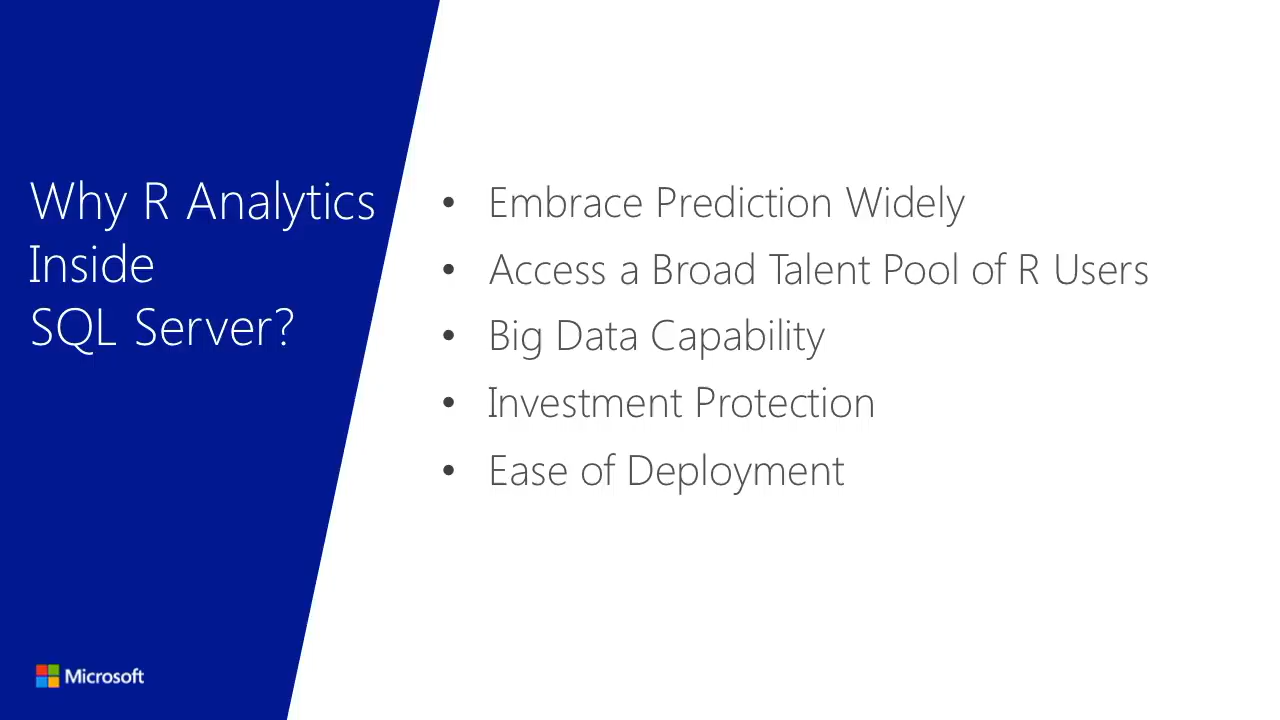 Why R Analytics
Inside
SQL Server?
• Embrace Prediction Widely
• Access a Broad Talent Pool of R Users
• Big Data Capability
• Investment Protection
• Ease of Deployment
Microsoft